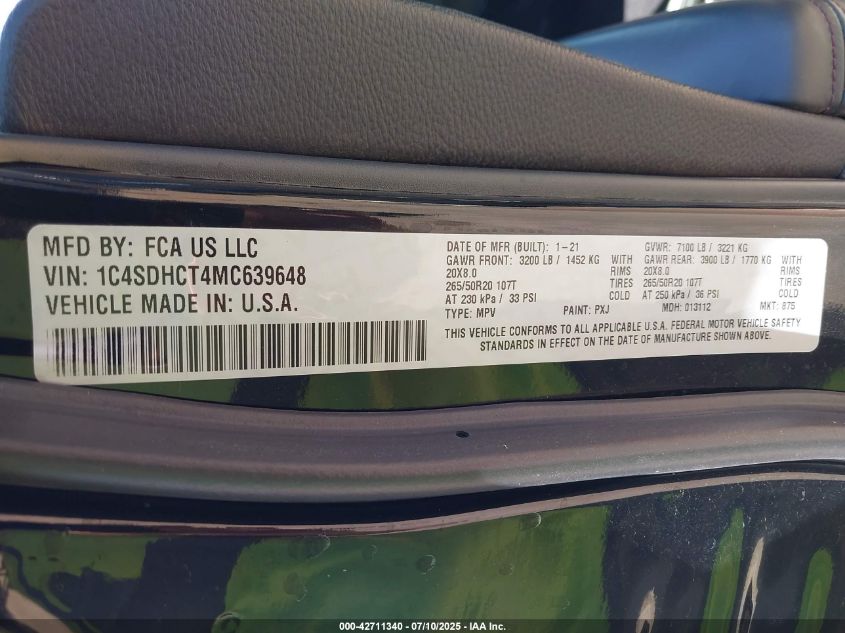 MFD BY: FCA US LLC
VIN: 1C4SDHCT4MC639648
VEHICLE MADE IN: U.S.A.
DATE OF MFR (BUILT): 1-21 GVWR: 7100 LB / 3221 KG
GAWR FRONT: 3200 LB / 1452 KG WITH GAWR REAR: 3900 LB / 1770 KG WITH
20X8.0 RIMS 20X8.0 RIMS
265/50R20 107T TIRES 265/50R20 107T TIRES
AT 230 kPa / 33 PSI COLD AT 250 kPa / 36 PSI COLD
TYPE: MPV PAINT: PXJ MDH: 013112 MKT: 875
THIS VEHICLE CONFORMS TO ALL APPLICABLE U.S.A. FEDERAL MOTOR VEHICLE SAFETY
STANDARDS IN EFFECT ON THE DATE OF MANUFACTURE SHOWN ABOVE.
000-42711340 - 07/10/2025 - IAA Inc.